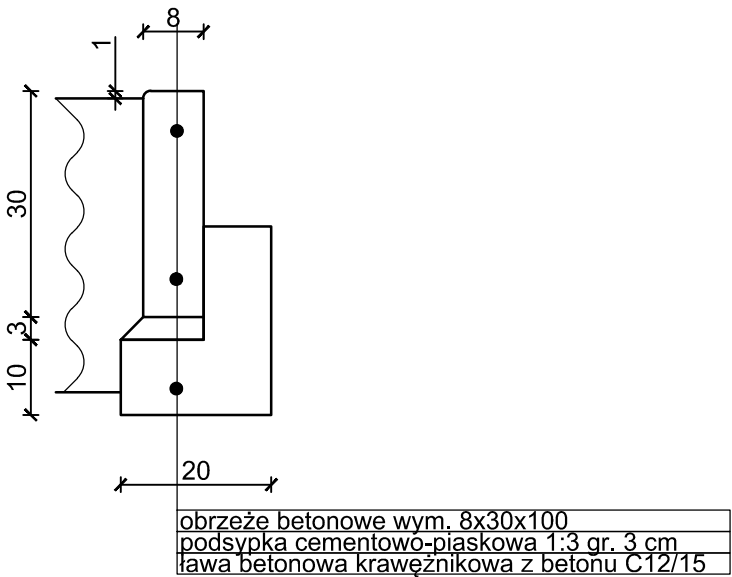 8
1
30
3
10
20
obrzeże betonowe wym. 8x30x100
podsypka cementowo-piaskowa 1:3 gr. 3 cm
ława betonowa krawężnikowa z betonu C12/15